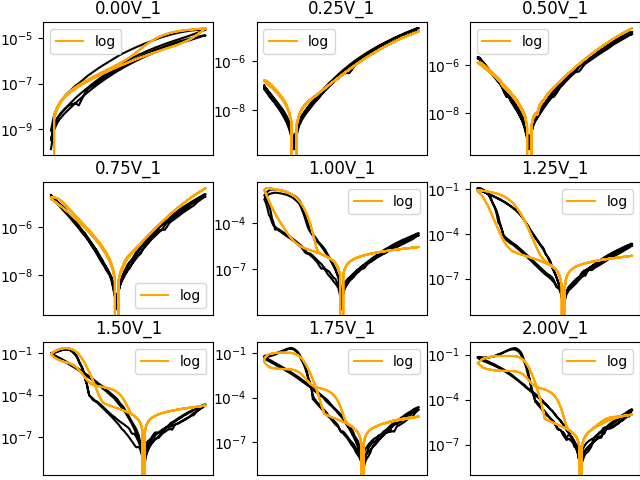 0.00V_1
0.25V_1
0.50V_1
10⁻⁵
10⁻⁷
10⁻⁹
log
10⁻⁶
10⁻⁸
log
10⁻⁶
10⁻⁸
log
0.75V_1
1.00V_1
1.25V_1
10⁻⁶
10⁻⁸
log
10⁻⁴
10⁻⁷
log
10⁻¹
10⁻⁴
10⁻⁷
log
1.50V_1
1.75V_1
2.00V_1
10⁻¹
10⁻⁴
10⁻⁷
log
10⁻¹
10⁻⁴
10⁻⁷
log
10⁻¹
10⁻⁴
10⁻⁷
log